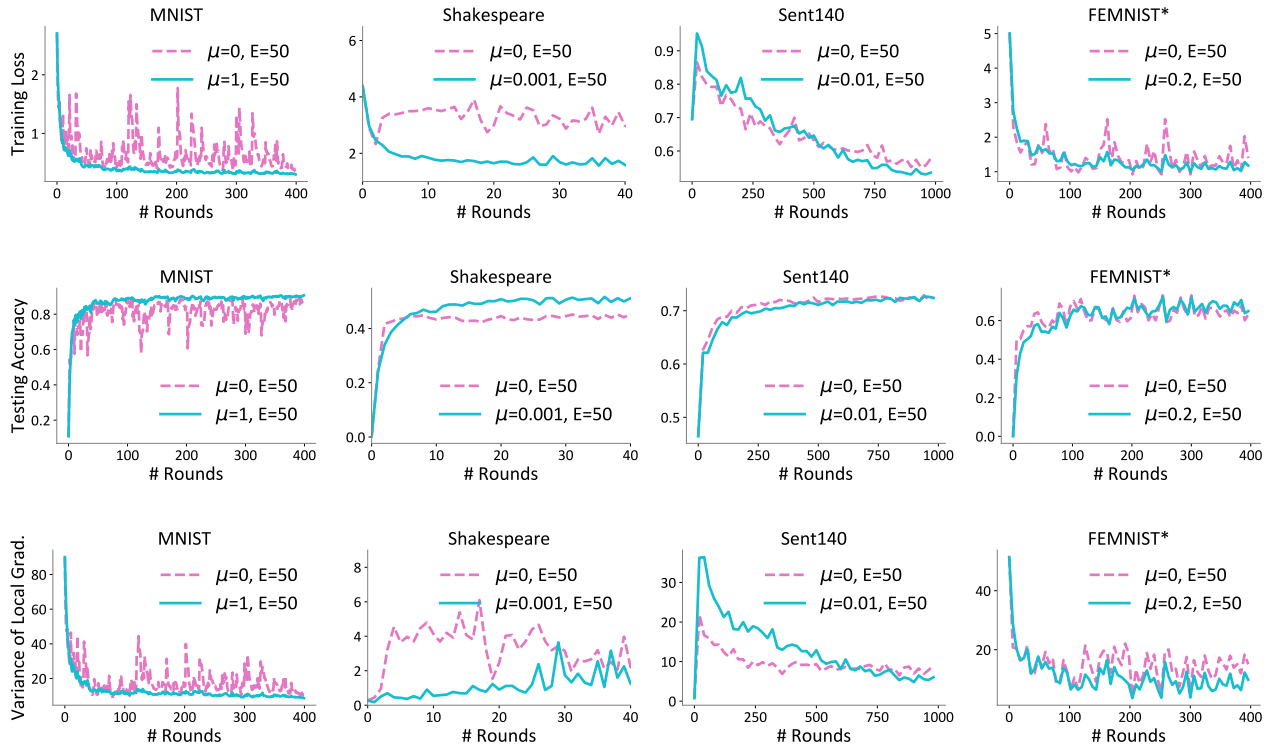 MNIST
Training Loss
2
1
μ=0, E=50
μ=1, E=50
0 100 200 300 400
# Rounds
Shakespeare
6
4
2
μ=0, E=50
μ=0.001, E=50
0 10 20 30 40
# Rounds
Sent140
0.9
0.8
0.7
0.6
μ=0, E=50
μ=0.01, E=50
0 250 500 750 1000
# Rounds
FEMNIST*
5
4
3
2
1
μ=0, E=50
μ=0.2, E=50
0 100 200 300 400
# Rounds
MNIST
Testing Accuracy
0.8
0.6
0.4
0.2
μ=0, E=50
μ=1, E=50
0 100 200 300 400
# Rounds
Shakespeare
0.4
0.2
0.0
μ=0, E=50
μ=0.001, E=50
0 10 20 30 40
# Rounds
Sent140
0.7
0.6
0.5
μ=0, E=50
μ=0.01, E=50
0 250 500 750 1000
# Rounds
FEMNIST*
0.6
0.4
0.2
0.0
μ=0, E=50
μ=0.2, E=50
0 100 200 300 400
# Rounds
MNIST
Variance of Local Grad.
80
60
40
20
μ=0, E=50
μ=1, E=50
0 100 200 300 400
# Rounds
Shakespeare
8
6
4
2
0
μ=0, E=50
μ=0.001, E=50
0 10 20 30 40
# Rounds
Sent140
30
20
10
0
μ=0, E=50
μ=0.01, E=50
0 250 500 750 1000
# Rounds
FEMNIST*
40
20
μ=0, E=50
μ=0.2, E=50
0 100 200 300 400
# Rounds